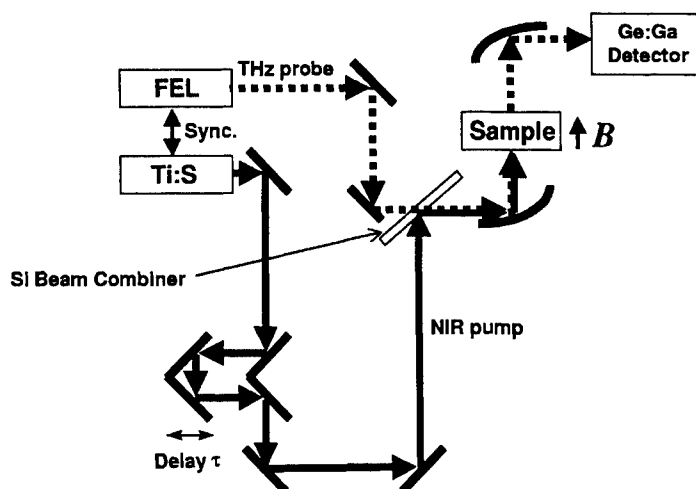 Ge:Ga
Detector
THz probe
FEL
Sync.
Sample
B
Ti:S
Si Beam Combiner
NIR pump
Delay τ